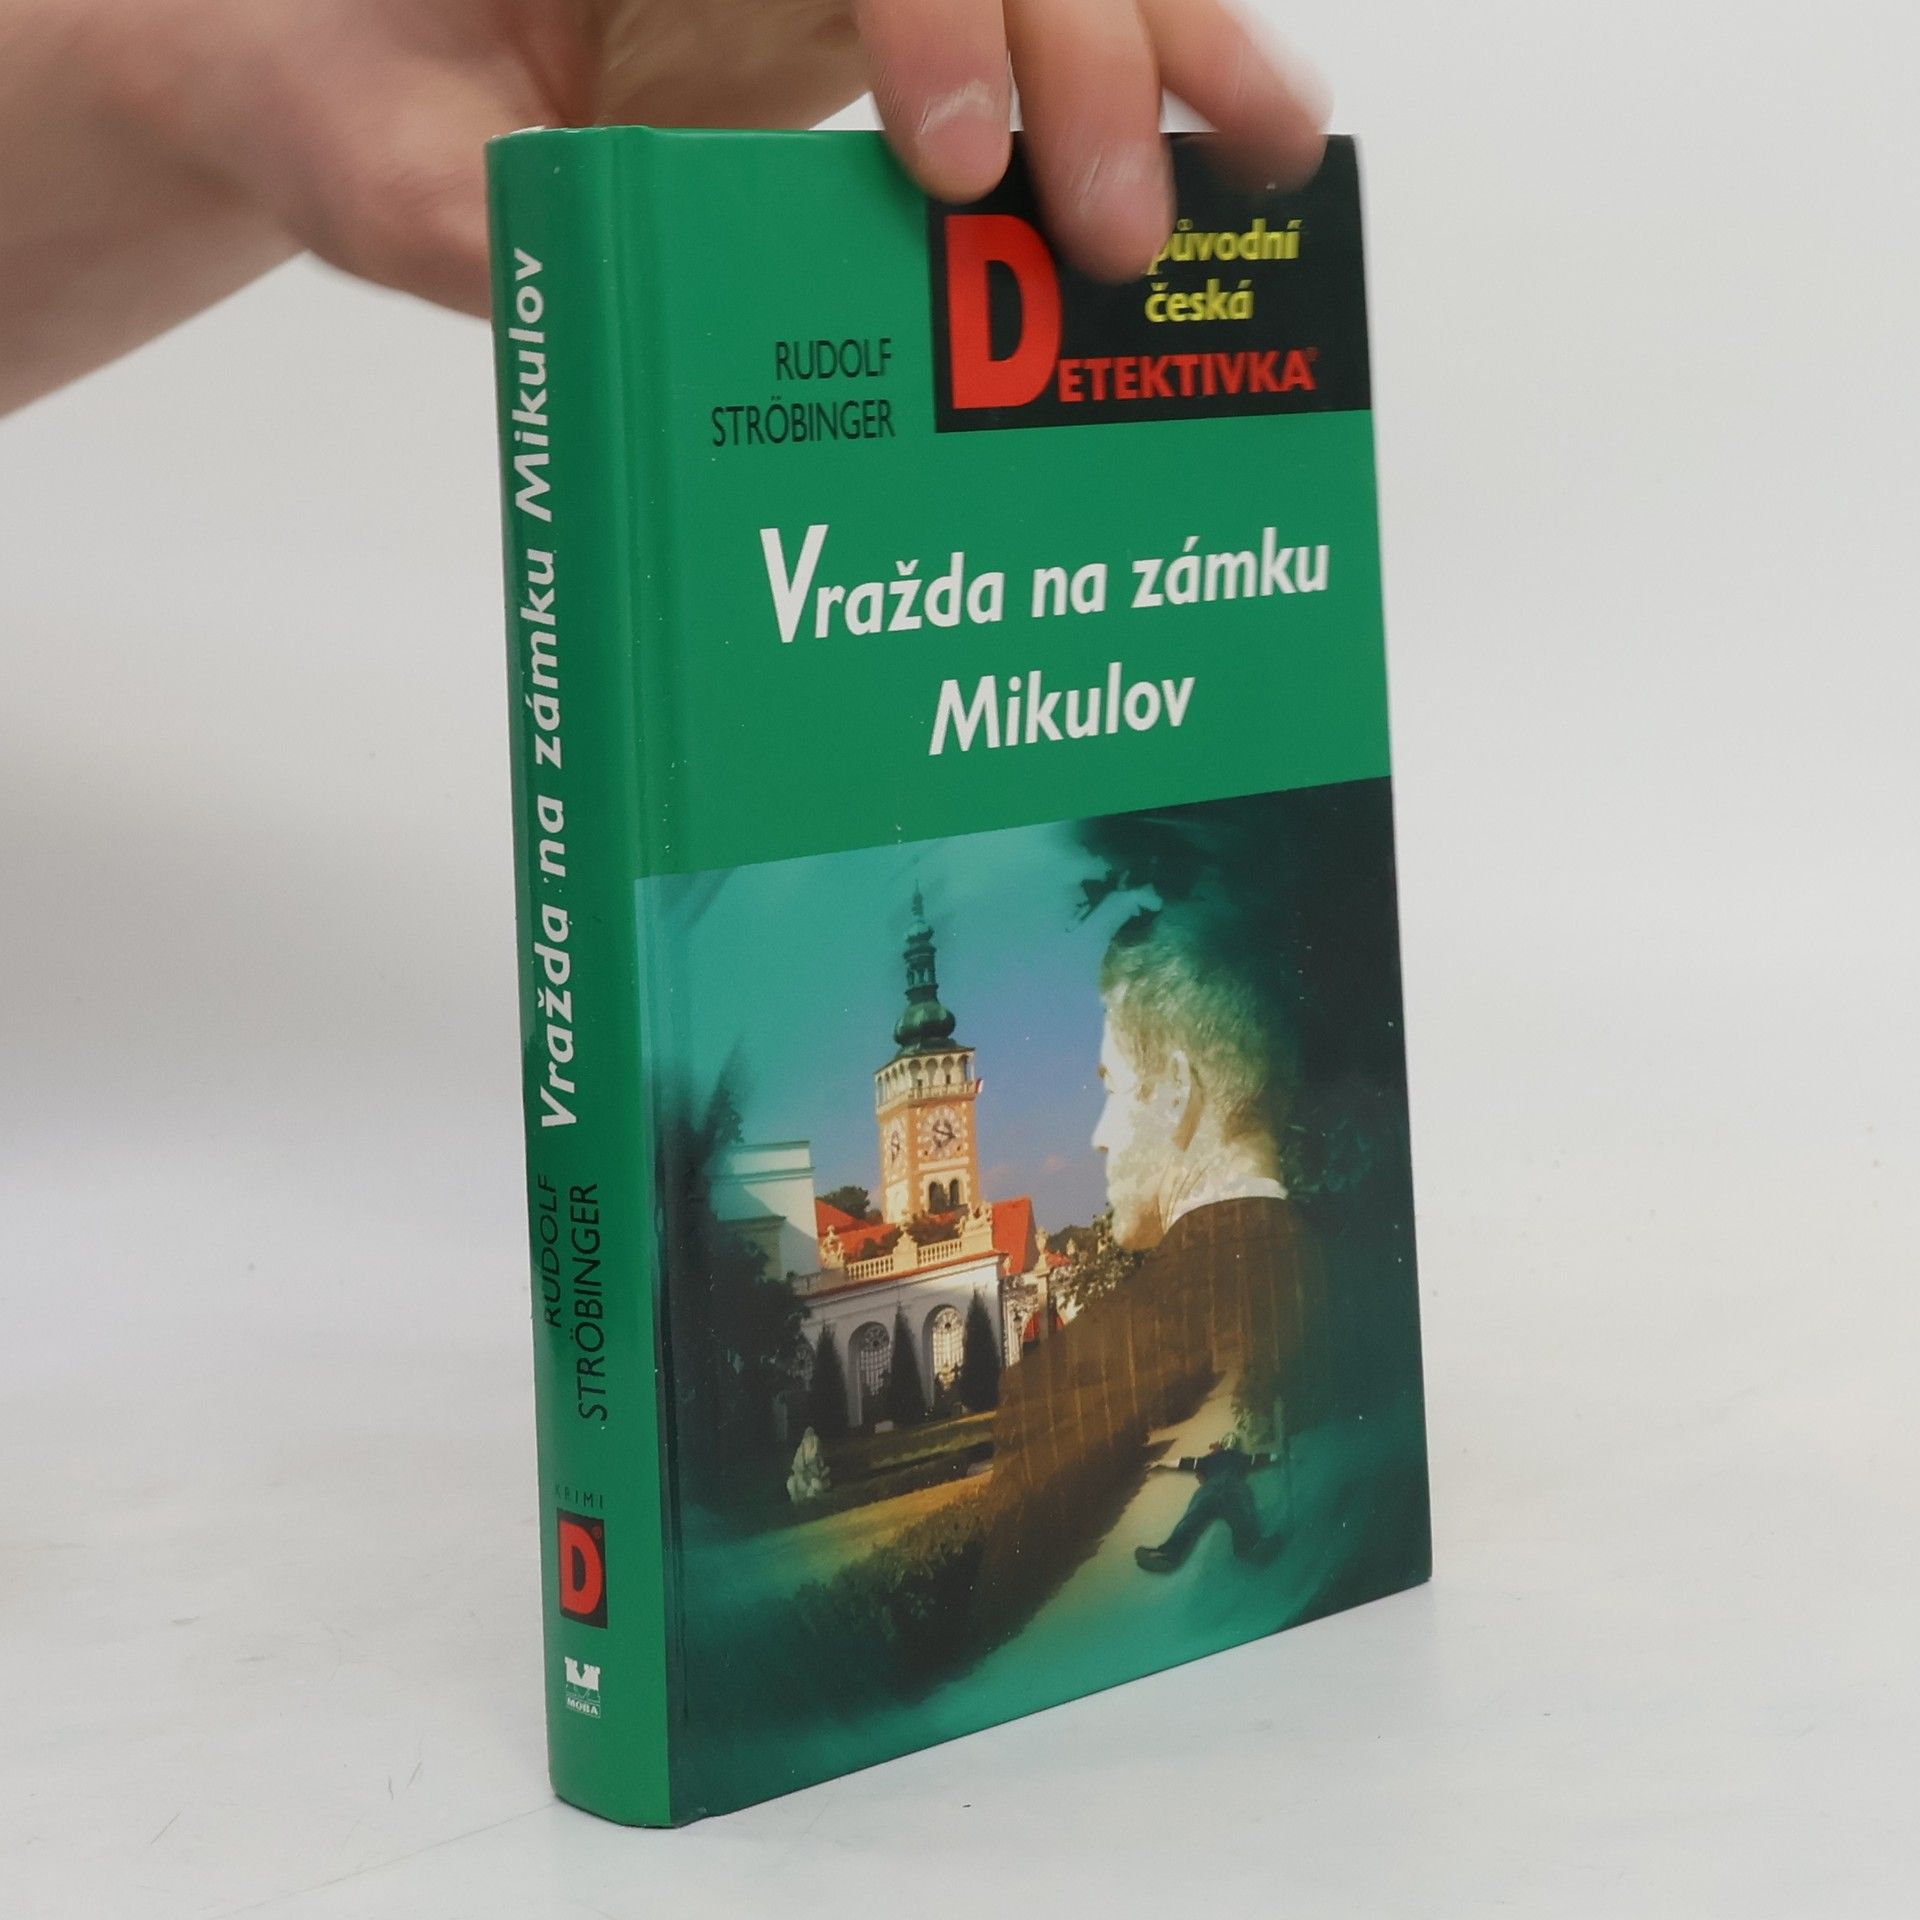 původní
česká
DETEKTIVKA®
RUDOLF
STRÖBINGER
Vražda na zámku
Mikulov
Vražda na zámku Mikulov
RUDOLF
STRÖBINGER
KRIMI
D®
MOBA